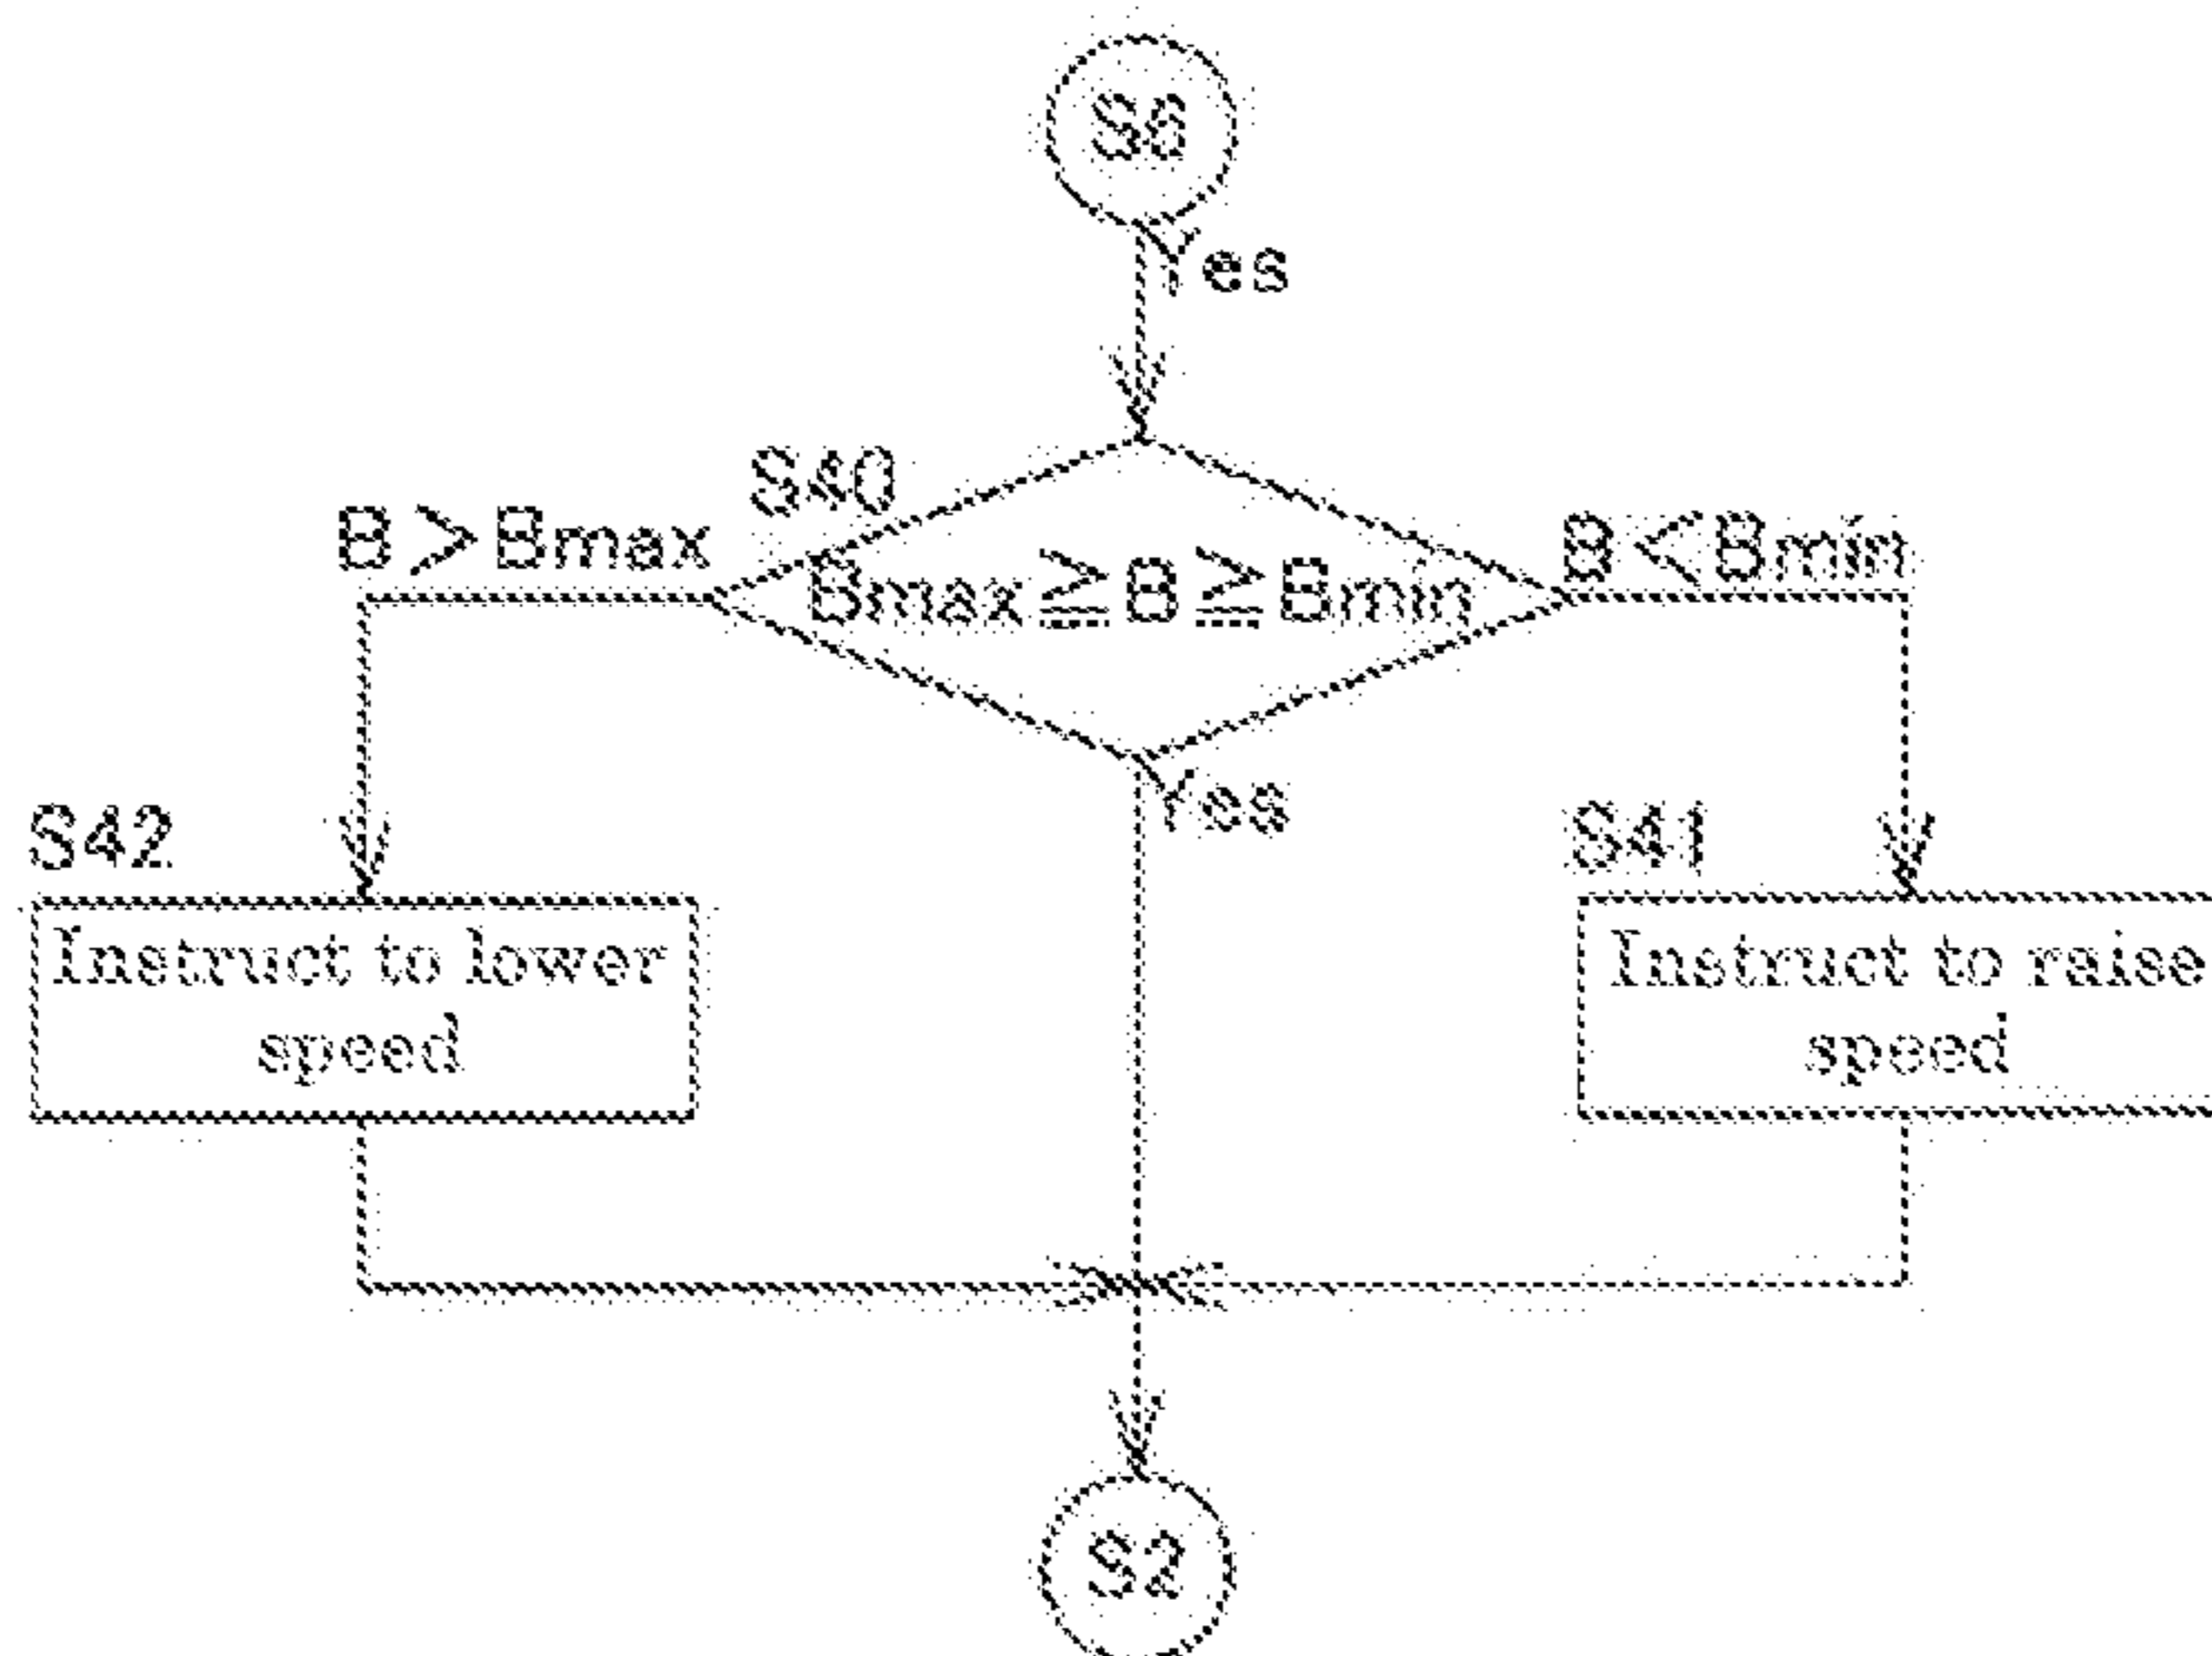 S6
Yes
S40
B>Bmax
Bmax≧B≧Bmin
B<Bmin
Yes
S42
S41
Instruct to lower
speed
Instruct to raise
speed
S2